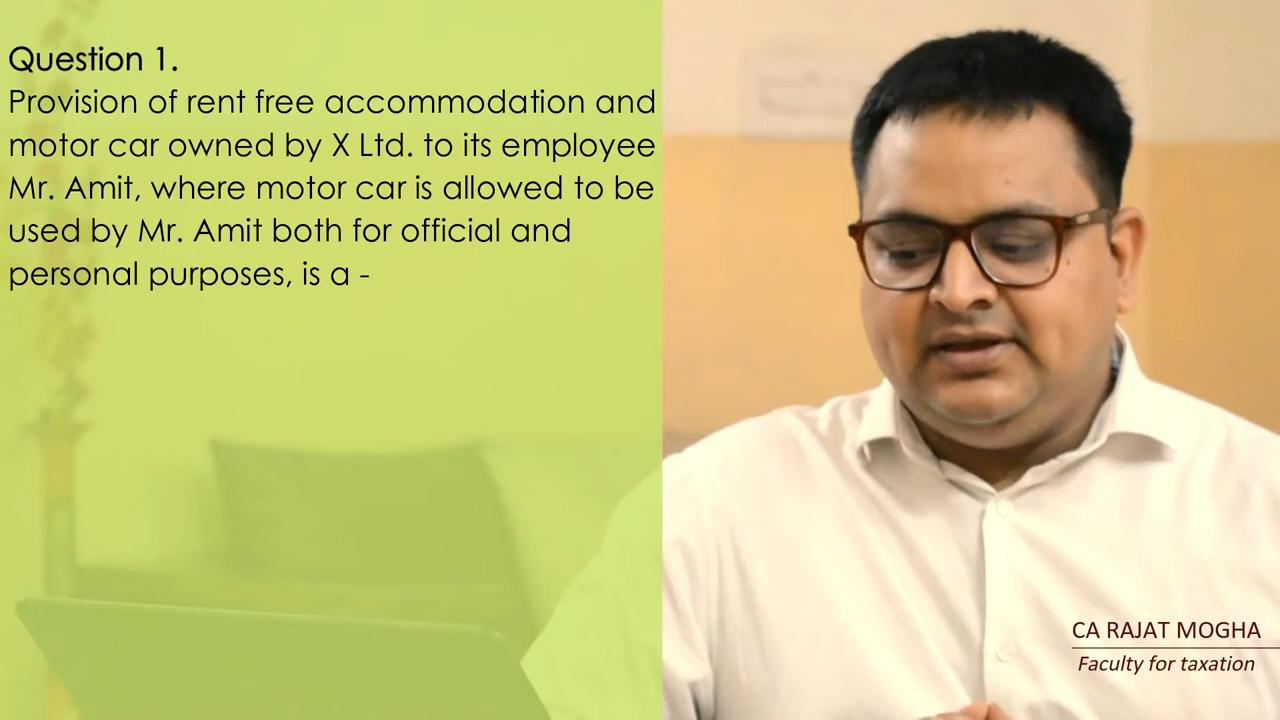 Question 1.
Provision of rent free accommodation and
motor car owned by X Ltd. to its employee
Mr. Amit, where motor car is allowed to be
used by Mr. Amit both for official and
personal purposes, is a -
CA RAJAT MOGHA
Faculty for taxation